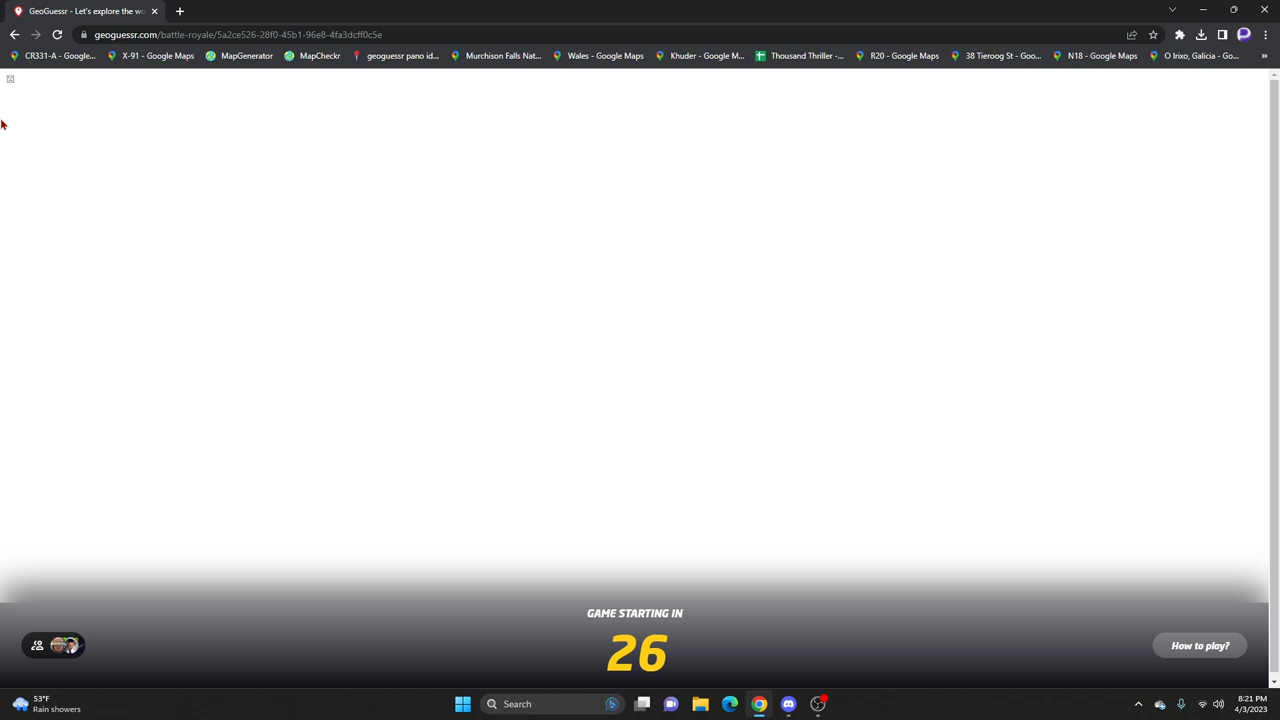 GeoGuessr - Let's explore the wo
geoguessr.com/battle-royale/5a2ce526-28f0-45b1-96e8-4fa3dcff0c5e
CR331-A - Google...
X-91 - Google Maps
MapGenerator
MapCheckr
geoguessr pano id...
Murchison Falls Nat...
Wales - Google Maps
Khuder - Google M...
Thousand Thriller -...
R20 - Google Maps
38 Tieroog St - Goo...
N18 - Google Maps
O Irixo, Galicia - Go...
»
GAME STARTING IN
26
How to play?
53°F
Rain showers
Search
8:21 PM
4/3/2023